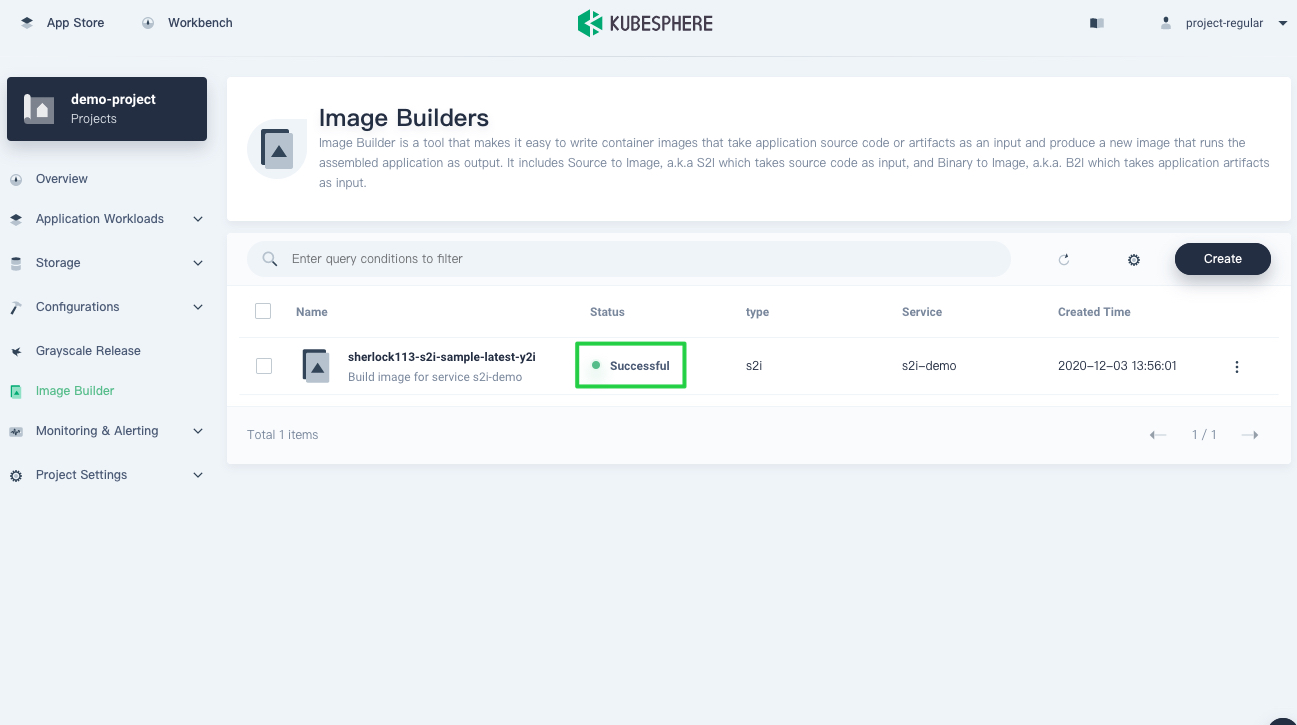 App Store
Workbench
KUBESPHERE
project-regular
demo-project
Projects
Overview
Application Workloads
Storage
Configurations
Grayscale Release
Image Builder
Monitoring & Alerting
Project Settings
Image Builders
Image Builder is a tool that makes it easy to write container images that take application source code or artifacts as an input and produce a new image that runs the
assembled application as output. It includes Source to Image, a.k.a S2I which takes source code as input, and Binary to Image, a.k.a. B2I which takes application artifacts
as input.
Enter query conditions to filter
Create
Name Status type Service Created Time
sherlock113-s2i-sample-latest-y2i
Build image for service s2i-demo
Successful s2i s2i-demo 2020-12-03 13:56:01
Total 1 items
1 / 1